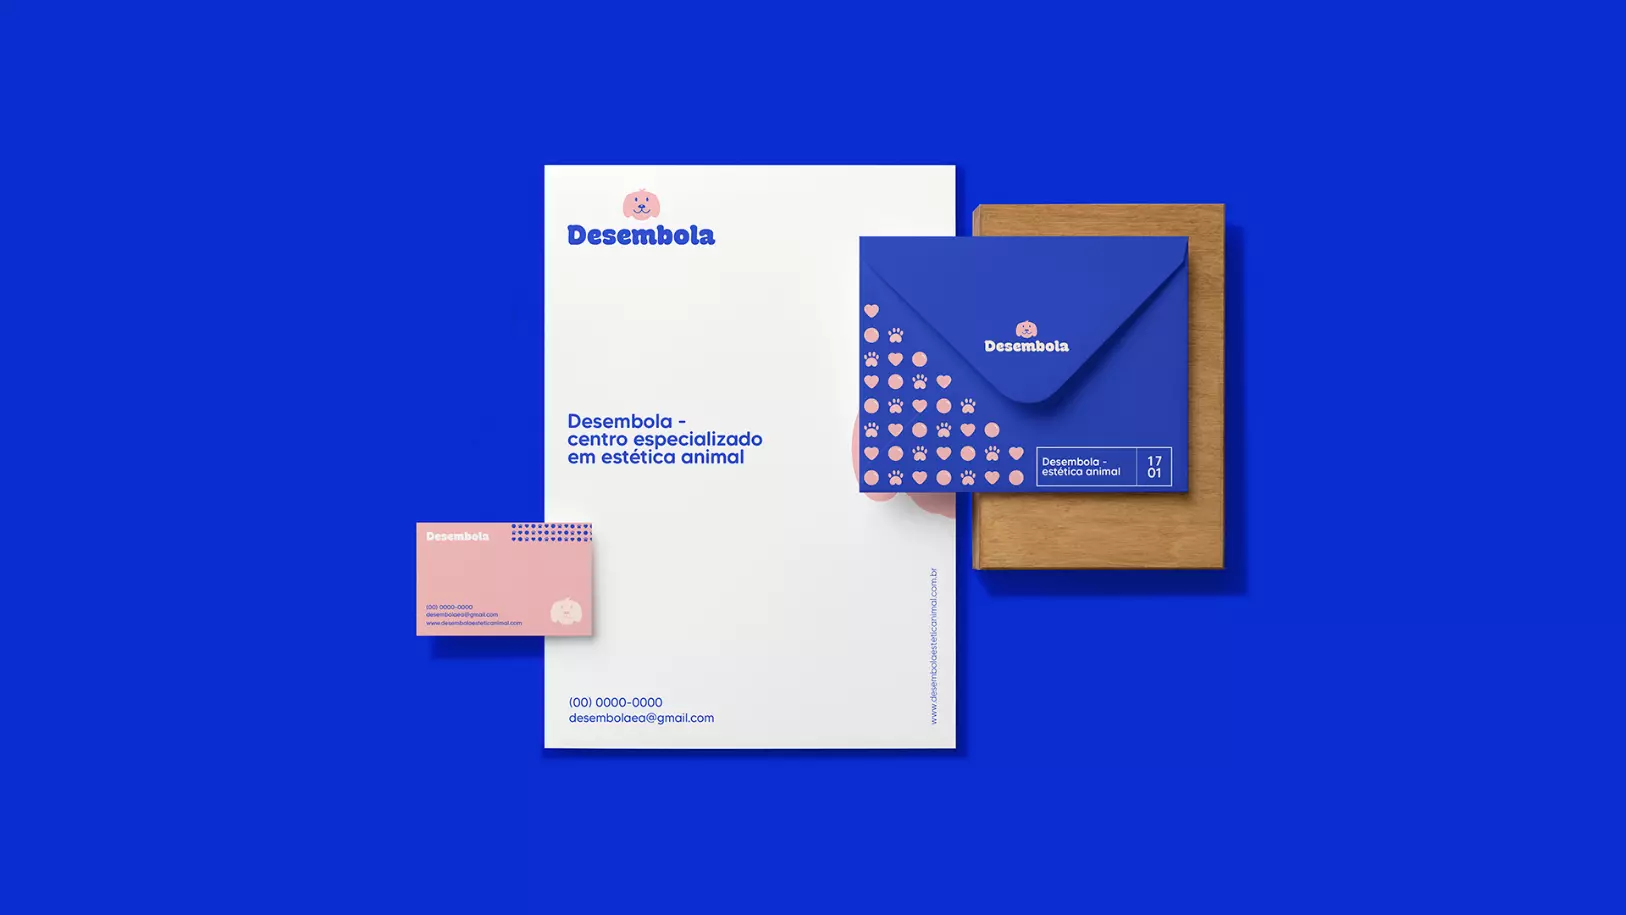 Desembola
Desembola -
centro especializado
em estética animal
(00) 0000-0000
desembolaea@gmail.com
www.desembolaesteticanimal.com.br
Desembola
Desembola -
estética animal
17
01
Desembola
(00) 0000-0000
desembolaea@gmail.com
www.desembolaesteticanimal.com